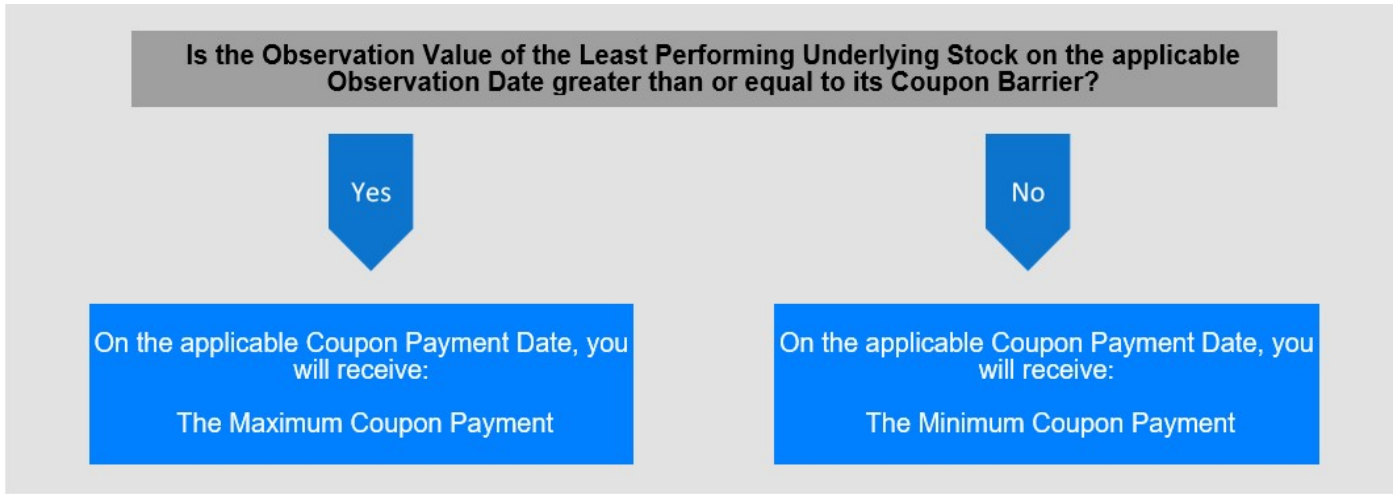 Is the Observation Value of the Least Performing Underlying Stock on the applicable
Observation Date greater than or equal to its Coupon Barrier?
Yes
No
On the applicable Coupon Payment Date, you
will receive:
The Maximum Coupon Payment
On the applicable Coupon Payment Date, you
will receive:
The Minimum Coupon Payment